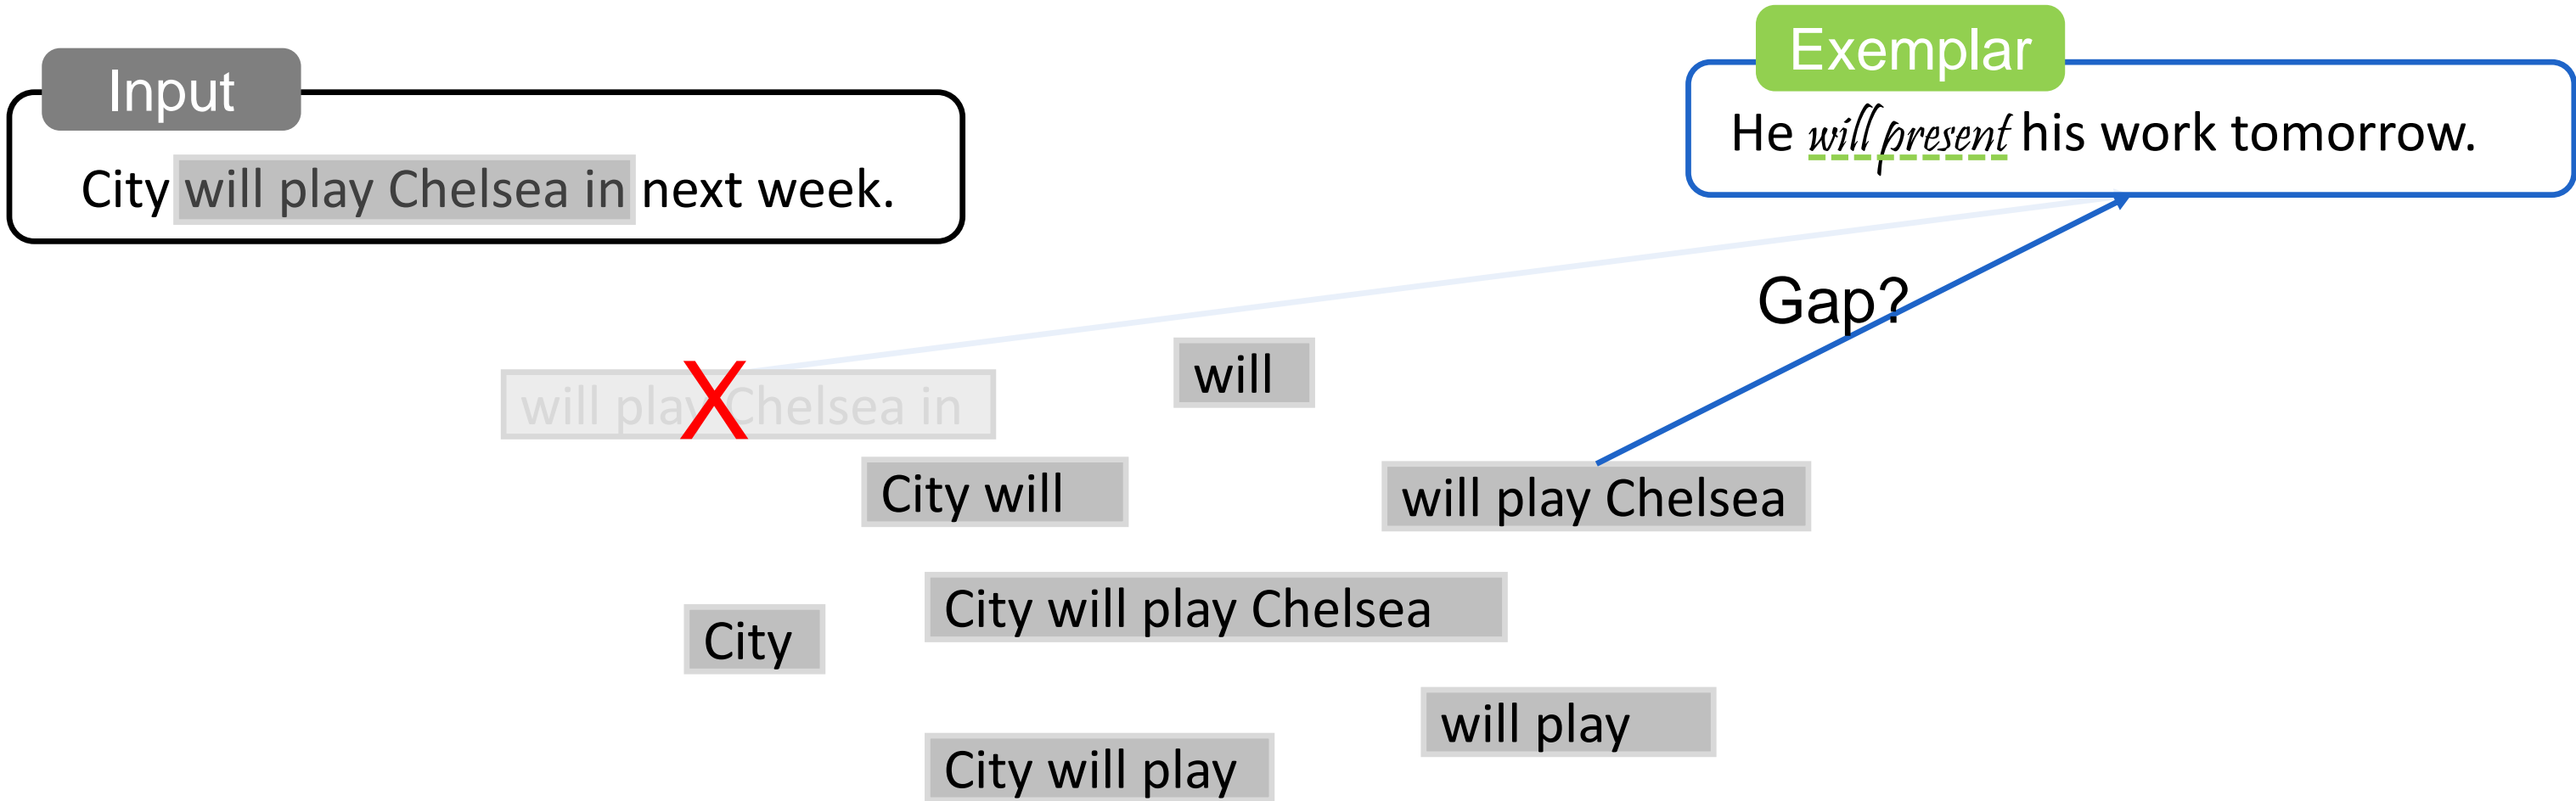 Input
City will play Chelsea in next week.
Exemplar
He will present his work tomorrow.
Gap?
will play Chelsea in
X
will
City will
will play Chelsea
City will play Chelsea
City
will play
City will play